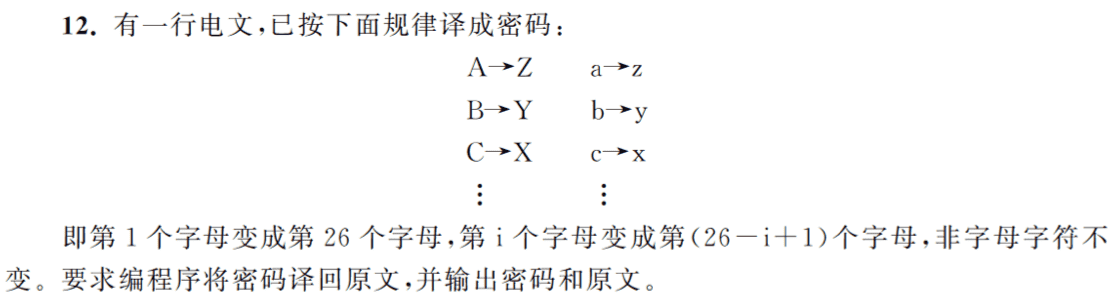 12. 有一行电文,已按下面规律译成密码:
A→Z a→z
B→Y b→y
C→X c→x
⋮ ⋮
即第 1 个字母变成第 26 个字母,第 i 个字母变成第(26-i+1)个字母,非字母字符不
变。要求编程序将密码译回原文,并输出密码和原文。